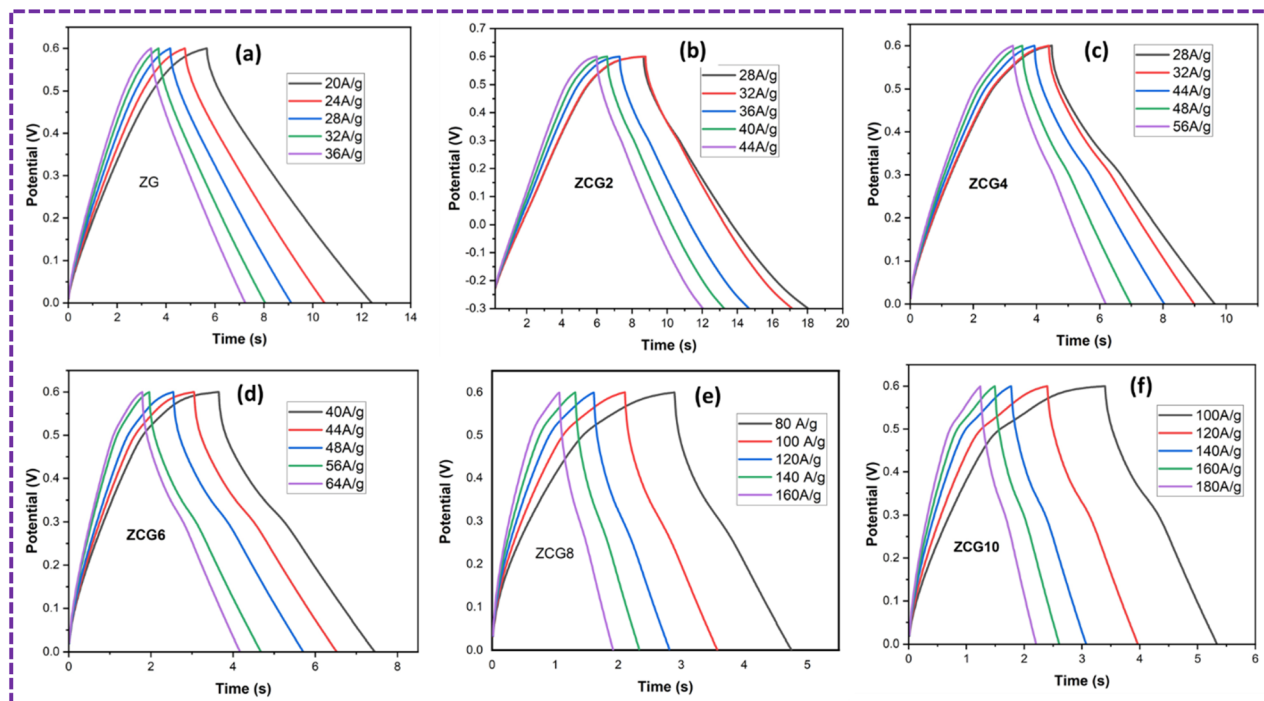 (a)
Potential (V)
0.6
0.5
0.4
0.3
0.2
0.1
0.0
20A/g
24A/g
28A/g
32A/g
36A/g
ZG
0 2 4 6 8 10 12 14
Time (s)
(b)
Potential (V)
0.6
0.5
0.4
0.3
0.2
0.1
0.0
-0.1
-0.2
-0.3
28A/g
32A/g
36A/g
40A/g
44A/g
ZCG2
2 4 6 8 10 12 14 16 18 20
Time (s)
(c)
Potential (V)
0.6
0.5
0.4
0.3
0.2
0.1
0.0
28A/g
32A/g
44A/g
48A/g
56A/g
ZCG4
0 2 4 6 8 10
Time (s)
(d)
Potential (V)
0.6
0.5
0.4
0.3
0.2
0.1
0.0
40A/g
44A/g
48A/g
56A/g
64A/g
ZCG6
0 2 4 6 8
Time (s)
(e)
Potential (V)
0.6
0.5
0.4
0.3
0.2
0.1
0.0
80 A/g
100 A/g
120A/g
140 A/g
160A/g
ZCG8
0 1 2 3 4 5
Time (s)
(f)
Potential (V)
0.6
0.5
0.4
0.3
0.2
0.1
0.0
100A/g
120A/g
140A/g
160A/g
180A/g
ZCG10
0 1 2 3 4 5 6
Time (s)